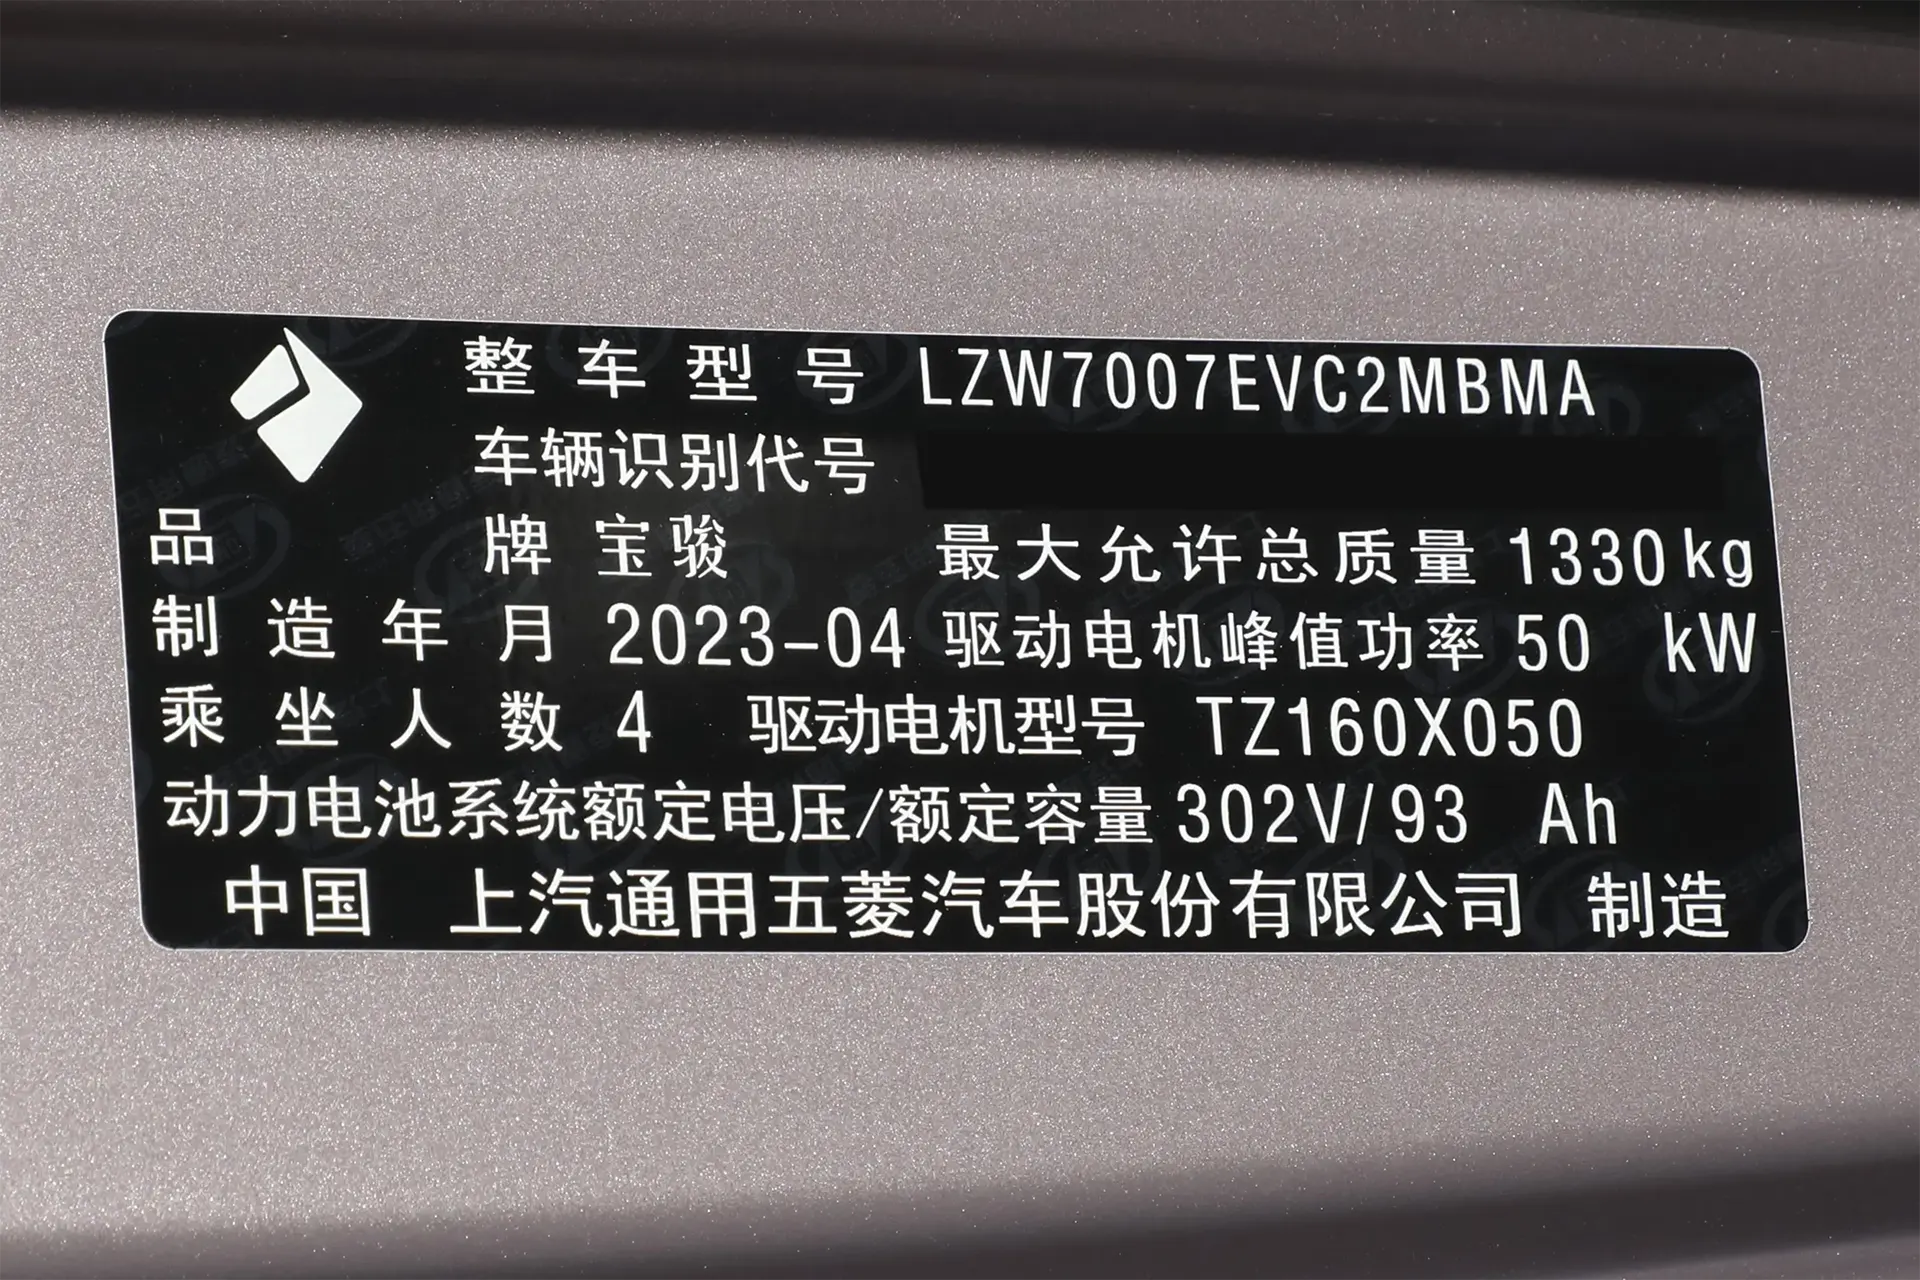 整车型号 LZW7007EVC2MBMA
车辆识别代号
品牌 宝骏 最大允许总质量 1330kg
制造年月 2023-04 驱动电机峰值功率 50 kW
乘坐人数 4 驱动电机型号 TZ160X050
动力电池系统额定电压/额定容量 302V/93 Ah
中国 上汽通用五菱汽车股份有限公司 制造